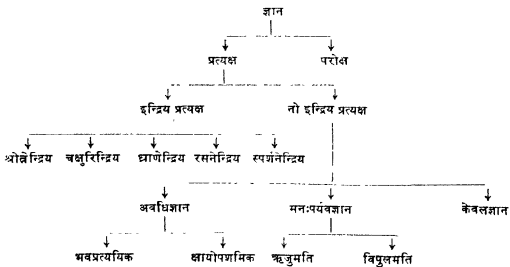 ज्ञान
प्रत्यक्ष परोक्ष
इन्द्रिय प्रत्यक्ष नो इन्द्रिय प्रत्यक्ष
श्रोत्रेन्द्रिय चक्षुरिन्द्रिय घ्राणेन्द्रिय रसनेन्द्रिय स्पर्शनेन्द्रिय
अवधिज्ञान मनःपर्यवज्ञान केवलज्ञान
भवप्रत्ययिक क्षायोपशमिक ऋजुमति विपुलमति